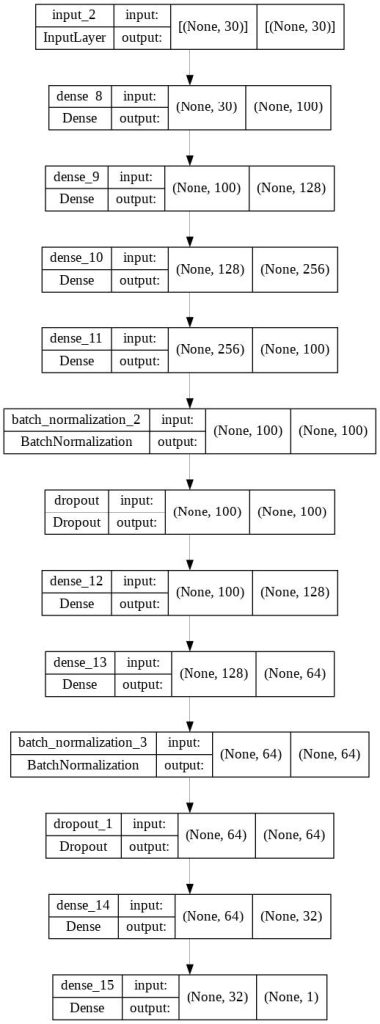 input_2 input: [(None, 30)] [(None, 30)]
InputLayer output:
dense_8 input: (None, 30) (None, 100)
Dense output:
dense_9 input: (None, 100) (None, 128)
Dense output:
dense_10 input: (None, 128) (None, 256)
Dense output:
dense_11 input: (None, 256) (None, 100)
Dense output:
batch_normalization_2 input: (None, 100) (None, 100)
BatchNormalization output:
dropout input: (None, 100) (None, 100)
Dropout output:
dense_12 input: (None, 100) (None, 128)
Dense output:
dense_13 input: (None, 128) (None, 64)
Dense output:
batch_normalization_3 input: (None, 64) (None, 64)
BatchNormalization output:
dropout_1 input: (None, 64) (None, 64)
Dropout output:
dense_14 input: (None, 64) (None, 32)
Dense output:
dense_15 input: (None, 32) (None, 1)
Dense output: